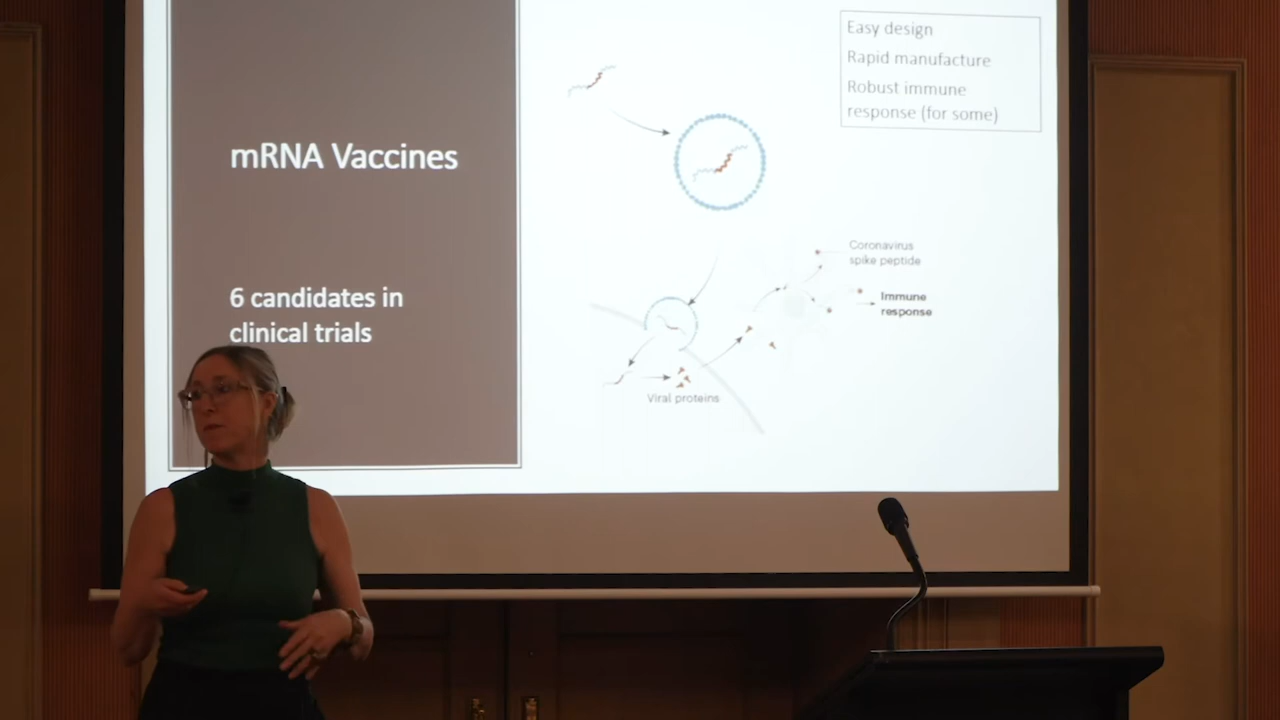 mRNA Vaccines
6 candidates in
clinical trials
Easy design
Rapid manufacture
Robust immune
response (for some)
Coronavirus
spike peptide
Immune
response
Viral proteins